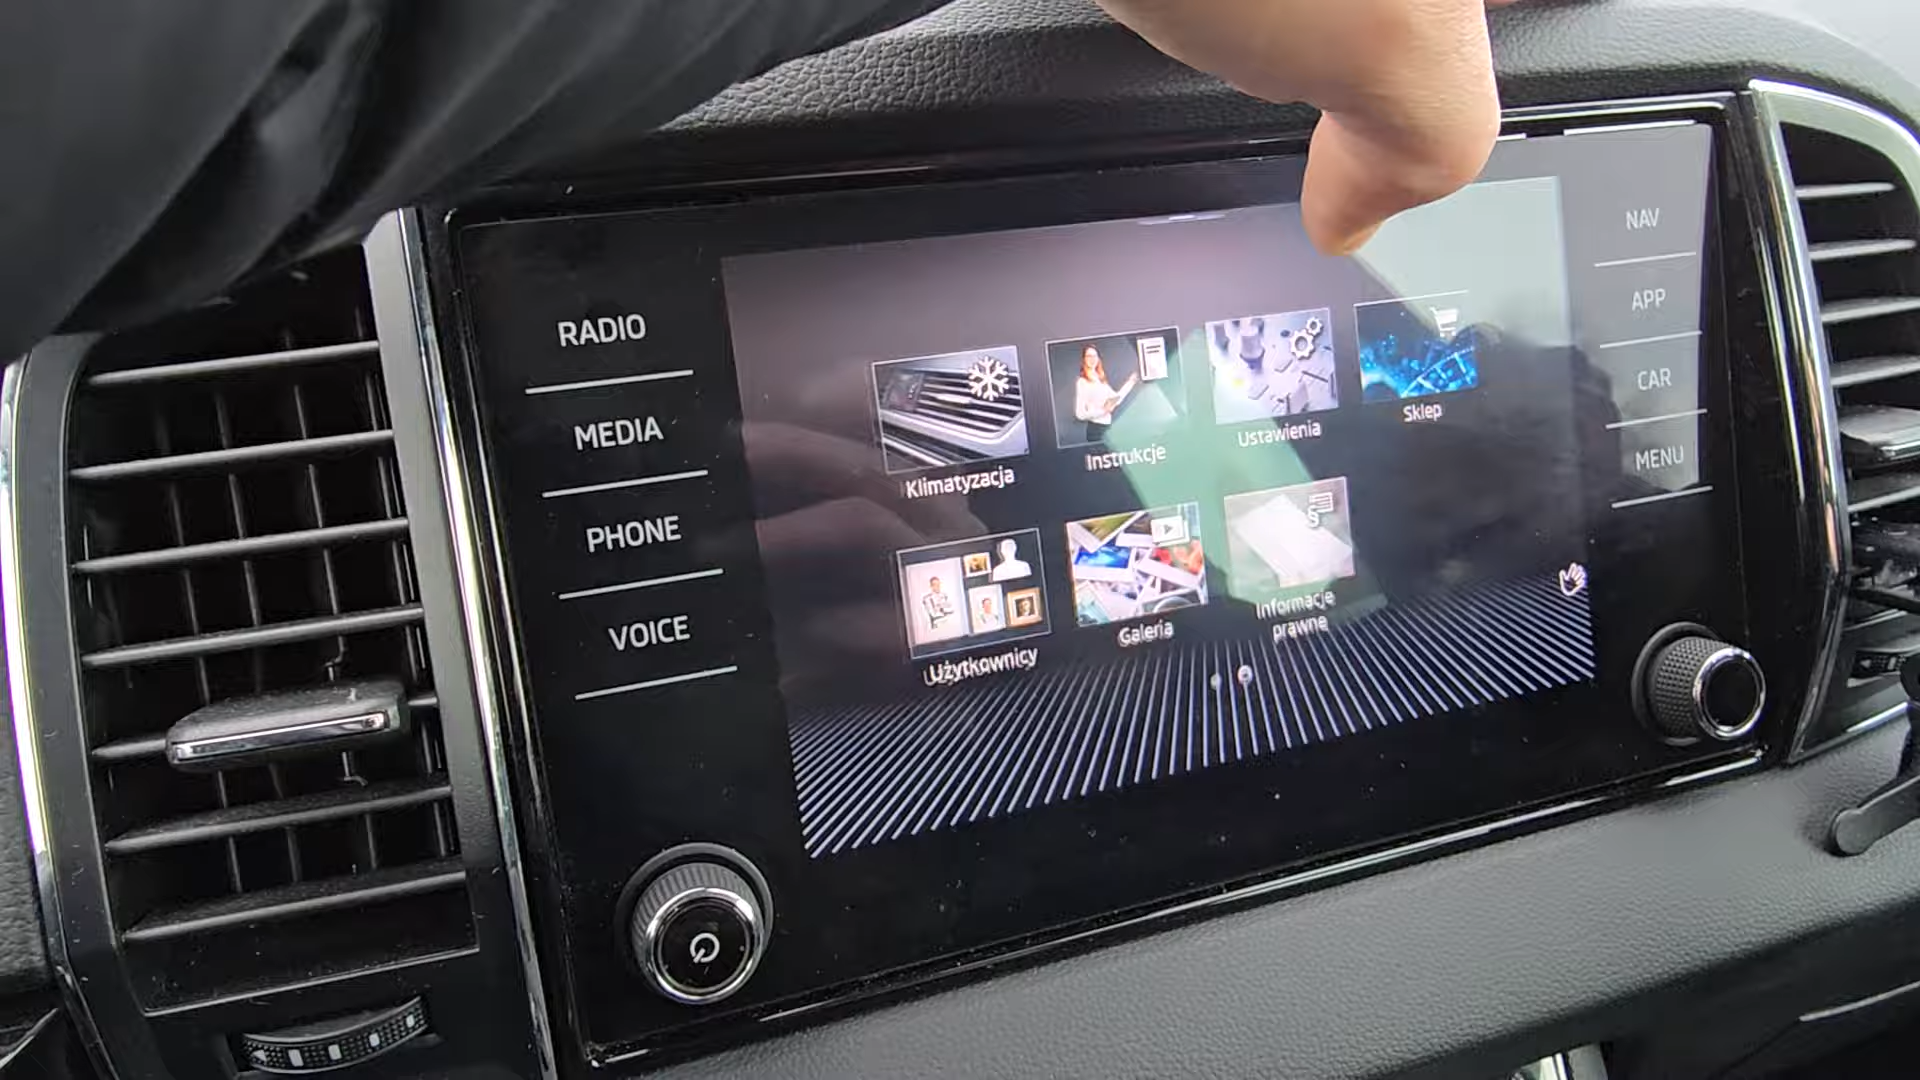 RADIO
MEDIA
PHONE
VOICE
Klimatyzacja
Instrukcje
Ustawienia
Sklep
Użytkownicy
Galeria
Informacje
prawne
NAV
APP
CAR
MENU